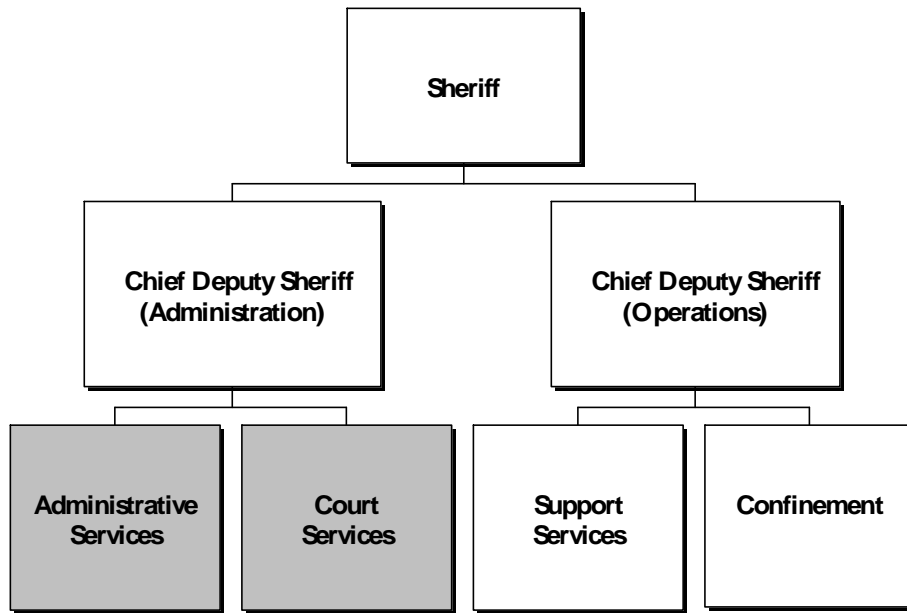 Sheriff
Chief Deputy Sheriff
(Administration)
Chief Deputy Sheriff
(Operations)
Administrative
Services
Court
Services
Support
Services
Confinement